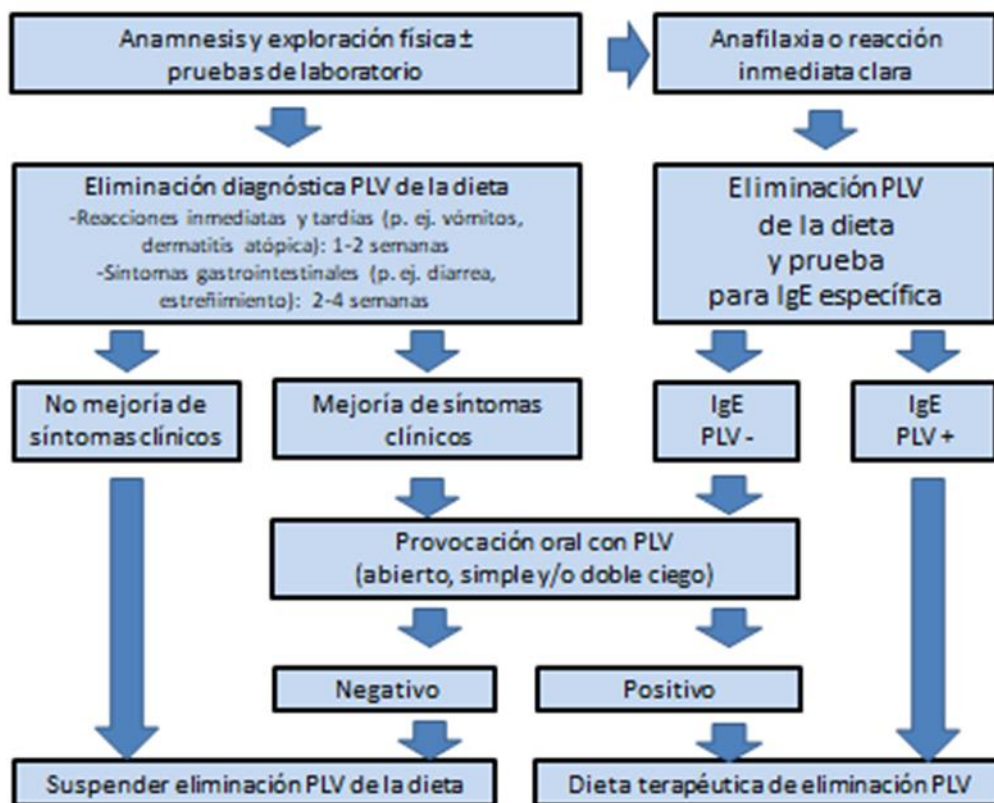 Anamnesis y exploración física ±
pruebas de laboratorio
Anafilaxia o reacción
inmediata clara
Eliminación diagnóstica PLV de la dieta
-Reacciones inmediatas y tardías (p. ej. vómitos,
dermatitis atópica): 1-2 semanas
-Síntomas gastrointestinales (p. ej. diarrea,
estreñimiento): 2-4 semanas
Eliminación PLV
de la dieta
y prueba
para IgE específica
No mejoría de
síntomas clínicos
Mejoría de síntomas
clínicos
IgE
PLV -
IgE
PLV +
Provocación oral con PLV
(abierto, simple y/o doble ciego)
Negativo
Positivo
Suspender eliminación PLV de la dieta
Dieta terapéutica de eliminación PLV